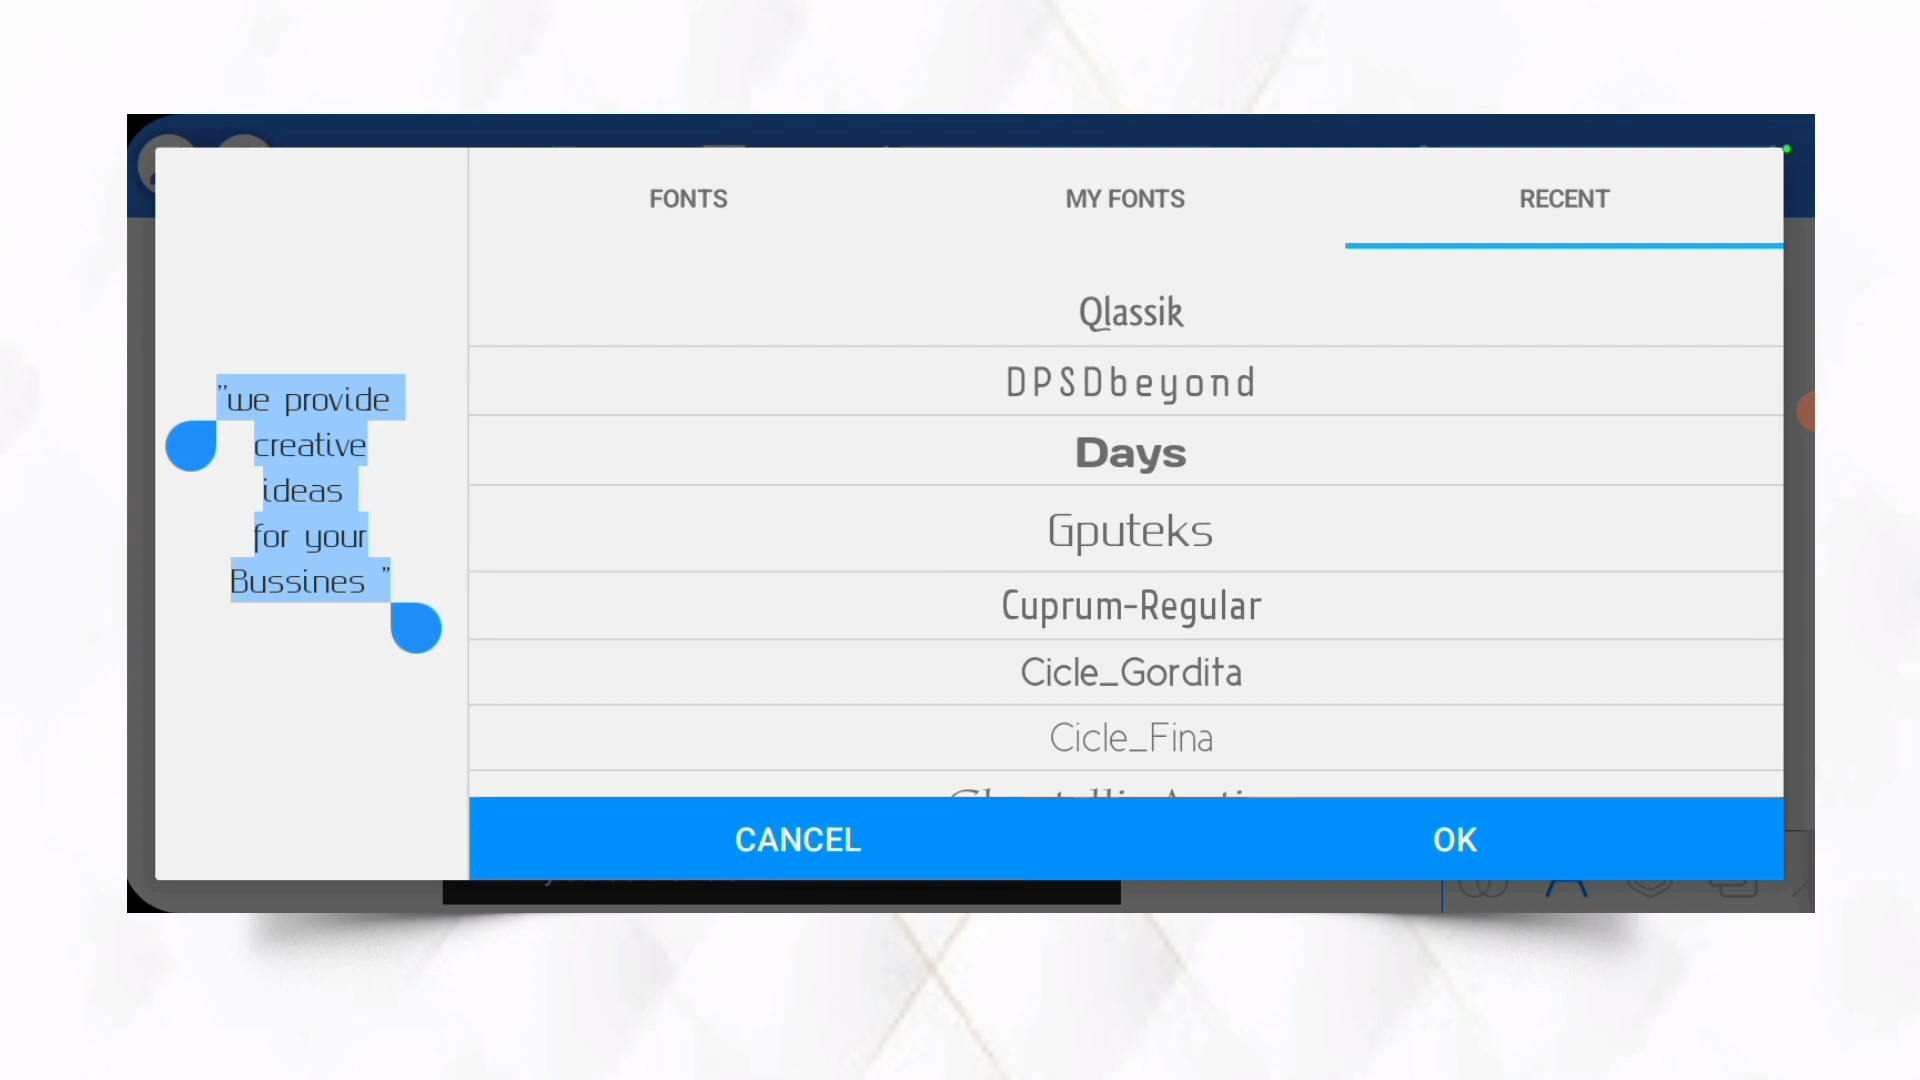 FONTS
MY FONTS
RECENT
"we provide
creative
ideas
for your
Bussines "
Qlassik
DPSDbeyond
Days
Gputeks
Cuprum-Regular
Cicle_Gordita
Cicle_Fina
CANCEL
OK